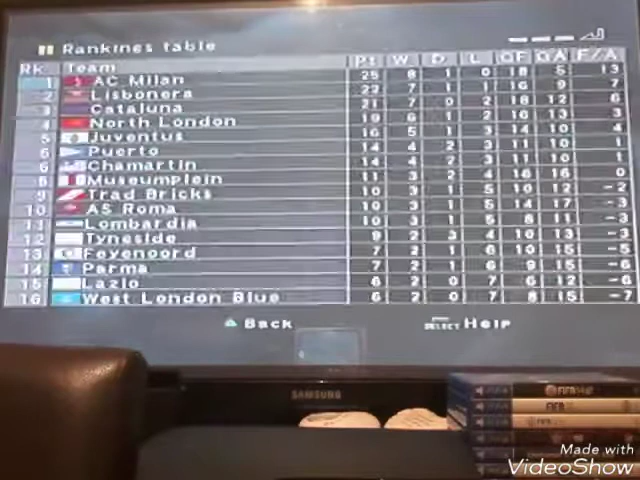 Rankings table
Rk. Team Pt W D L GF GA F/A
1 AC Milan 25 8 1 0 18 5 13
2 Lisbonera 22 7 1 1 16 9 7
3 Cataluna 21 7 0 2 18 12 6
4 North London 19 6 1 2 16 13 3
5 Juventus 16 5 1 3 14 10 4
6 Puerto 14 4 2 3 11 10 1
6 Chamartin 14 4 2 3 11 10 1
8 Museumplein 11 3 2 4 16 16 0
9 Trad Bricks 10 3 1 5 10 12 -2
10 AS Roma 10 3 1 5 14 17 -3
11 Lombardia 10 3 1 5 8 11 -3
12 Tyneside 9 2 3 4 10 13 -3
13 Feyenoord 7 2 1 6 10 15 -5
14 Parma 7 2 1 6 9 15 -6
15 Lazio 6 2 0 7 6 12 -6
16 West London Blue 6 2 0 7 8 15 -7
Back SELECT Help
SAMSUNG
FIFA
FIFA
Made with
VideoShow